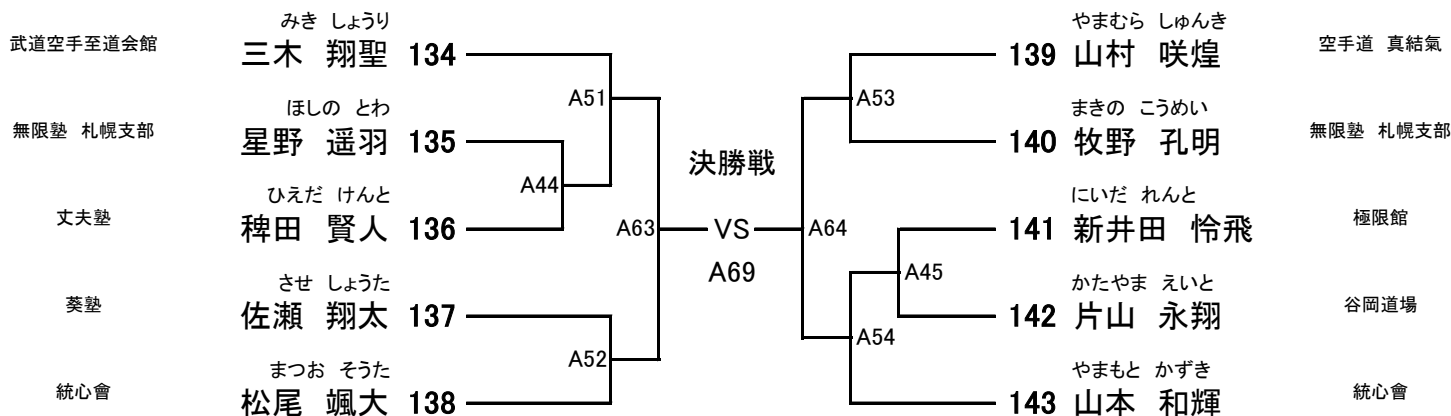 みき しょうり
武道空手至道会館 三木 翔聖 134
ほしの とわ
無限塾 札幌支部 星野 遥羽 135
ひえだ けんと
丈夫塾 稗田 賢人 136
させ しょうた
葵塾 佐瀬 翔太 137
まつお そうた
統心會 松尾 颯大 138
A51
A44
A63
A52
決勝戦
VS
A69
A53
A64
A45
A54
やまむら しゅんき
139 山村 咲煌 空手道 真結氣
まきの こうめい
140 牧野 孔明 無限塾 札幌支部
にいだ れんと
141 新井田 怜飛 極限館
かたやま えいと
142 片山 永翔 谷岡道場
やまもと かずき
143 山本 和輝 統心會